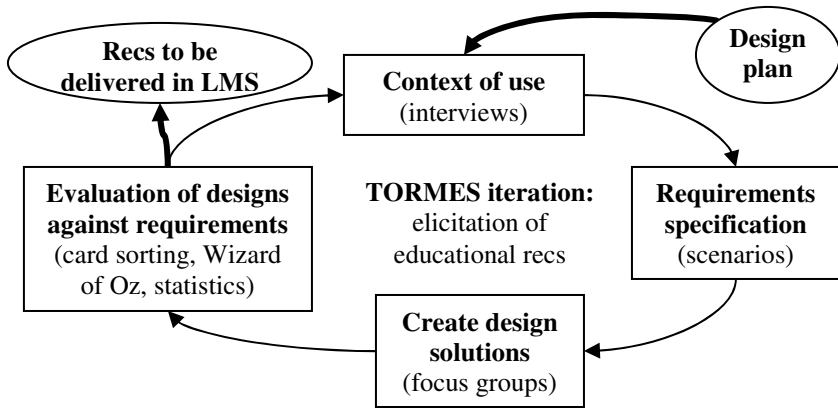 Recs to be
delivered in LMS
Design
plan
Context of use
(interviews)
Evaluation of designs
against requirements
(card sorting, Wizard
of Oz, statistics)
TORMES iteration:
elicitation of
educational recs
Requirements
specification
(scenarios)
Create design
solutions
(focus groups)